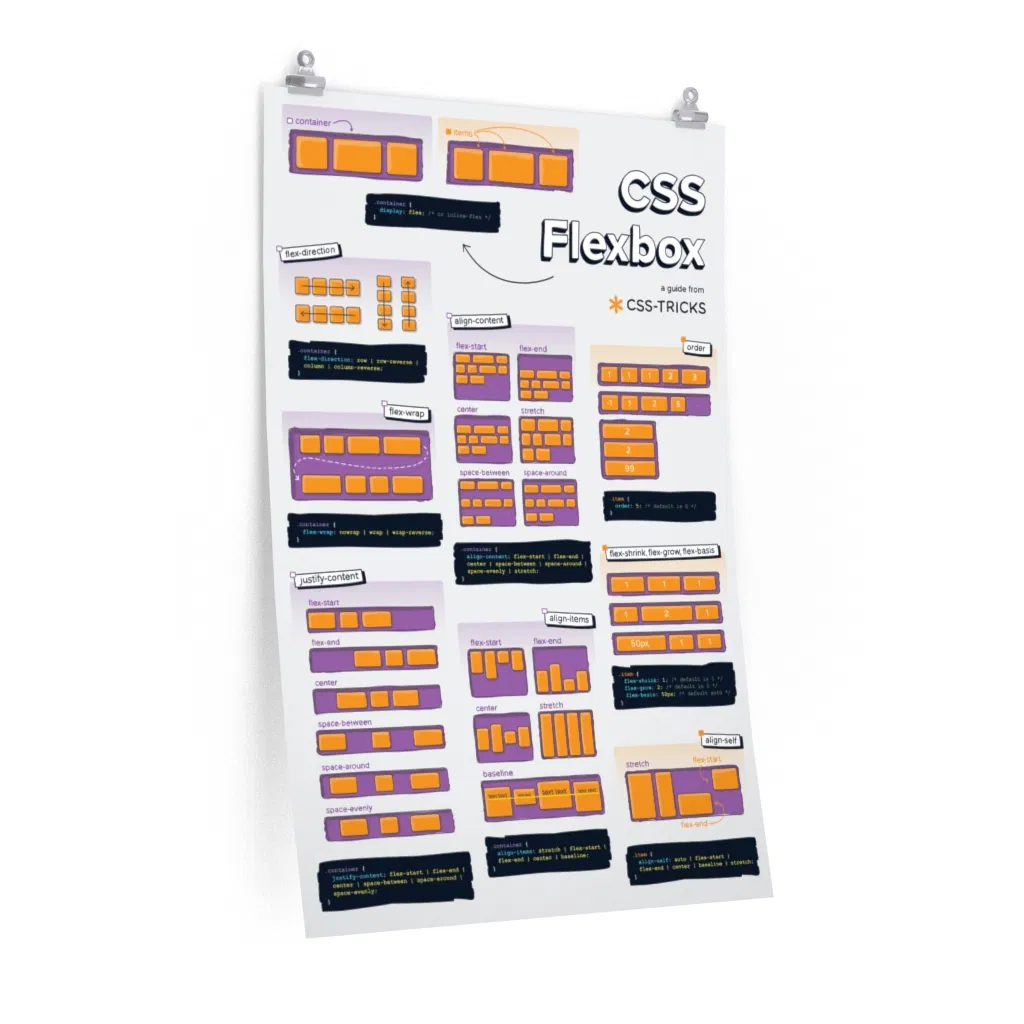 container
items
.container {
display: flex; /* or inline-flex */
}
CSS
Flexbox
a guide from
CSS-TRICKS
flex-direction
.container {
flex-direction: row | row-reverse |
column | column-reverse;
}
flex-wrap
.container {
flex-wrap: nowrap | wrap | wrap-reverse;
}
justify-content
flex-start
flex-end
center
space-between
space-around
space-evenly
.container {
justify-content: flex-start | flex-end |
center | space-between | space-around |
space-evenly;
}
align-content
flex-start
flex-end
center
stretch
space-between
space-around
.container {
align-content: flex-start | flex-end |
center | space-between | space-around |
space-evenly | stretch;
}
align-items
flex-start
flex-end
center
stretch
baseline
text text
text text
text text
text text
.container {
align-items: stretch | flex-start |
flex-end | center | baseline;
}
order
1 1 1 2 3
-1 1 2 5
2
2
99
.item {
order: 5; /* default is 0 */
}
flex-shrink, flex-grow, flex-basis
1 1 1
1 2 1
50px 1 1
.item {
flex-shrink: 1; /* default is 1 */
flex-grow: 2; /* default is 0 */
flex-basis: 50px; /* default auto */
}
align-self
stretch
flex-start
flex-end
.item {
align-self: auto | flex-start |
flex-end | center | baseline | stretch;
}